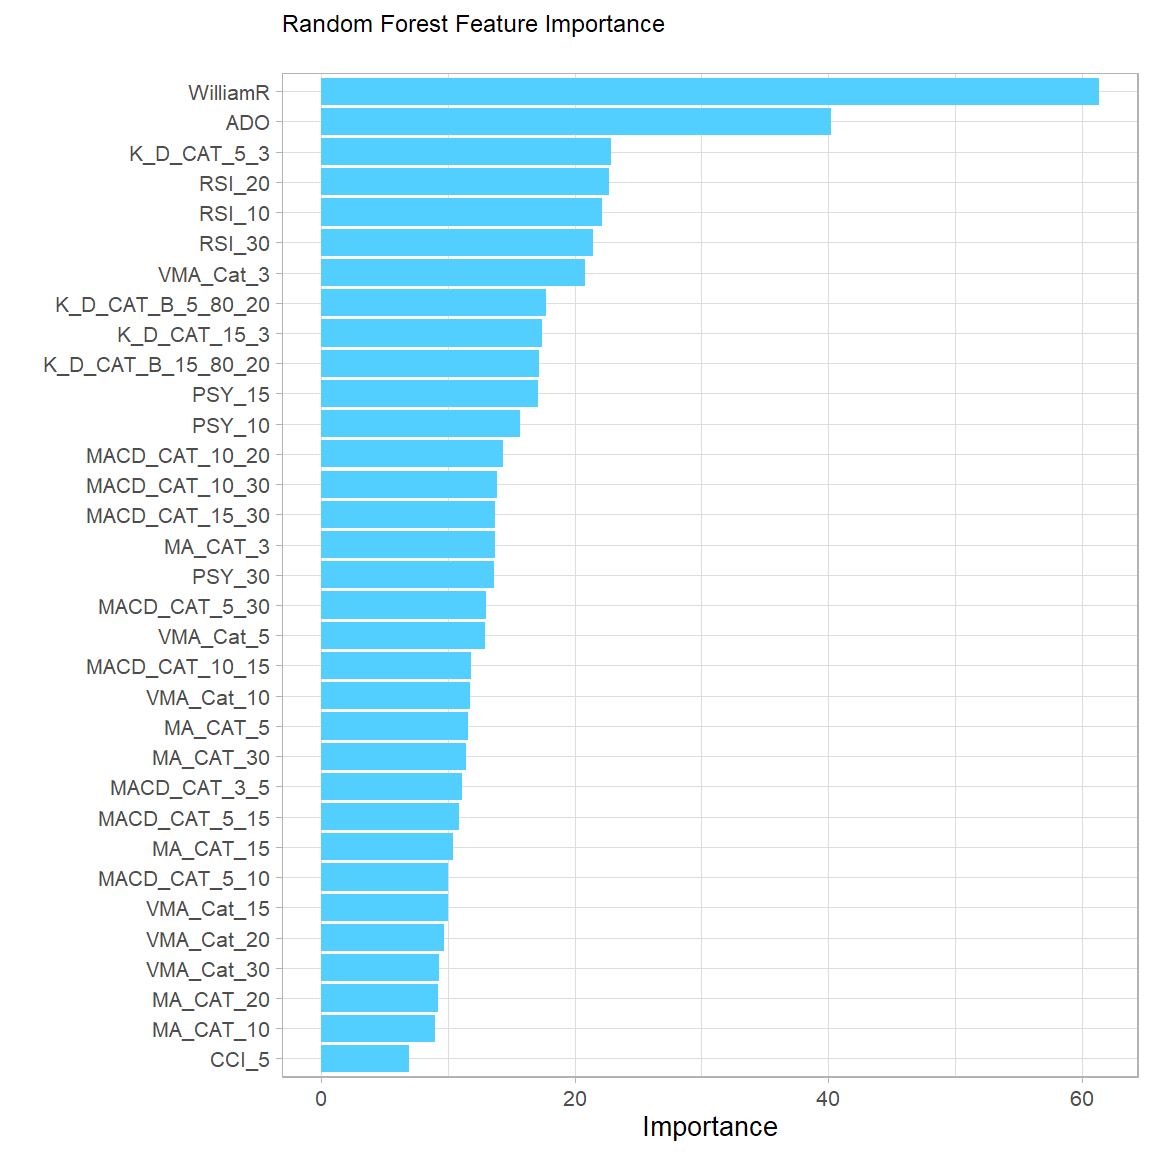 Random Forest Feature Importance
WilliamR
ADO
K_D_CAT_5_3
RSI_20
RSI_10
RSI_30
VMA_Cat_3
K_D_CAT_B_5_80_20
K_D_CAT_15_3
K_D_CAT_B_15_80_20
PSY_15
PSY_10
MACD_CAT_10_20
MACD_CAT_10_30
MACD_CAT_15_30
MA_CAT_3
PSY_30
MACD_CAT_5_30
VMA_Cat_5
MACD_CAT_10_15
VMA_Cat_10
MA_CAT_5
MA_CAT_30
MACD_CAT_3_5
MACD_CAT_5_15
MA_CAT_15
MACD_CAT_5_10
VMA_Cat_15
VMA_Cat_20
VMA_Cat_30
MA_CAT_20
MA_CAT_10
CCI_5
0 20 40 60
Importance